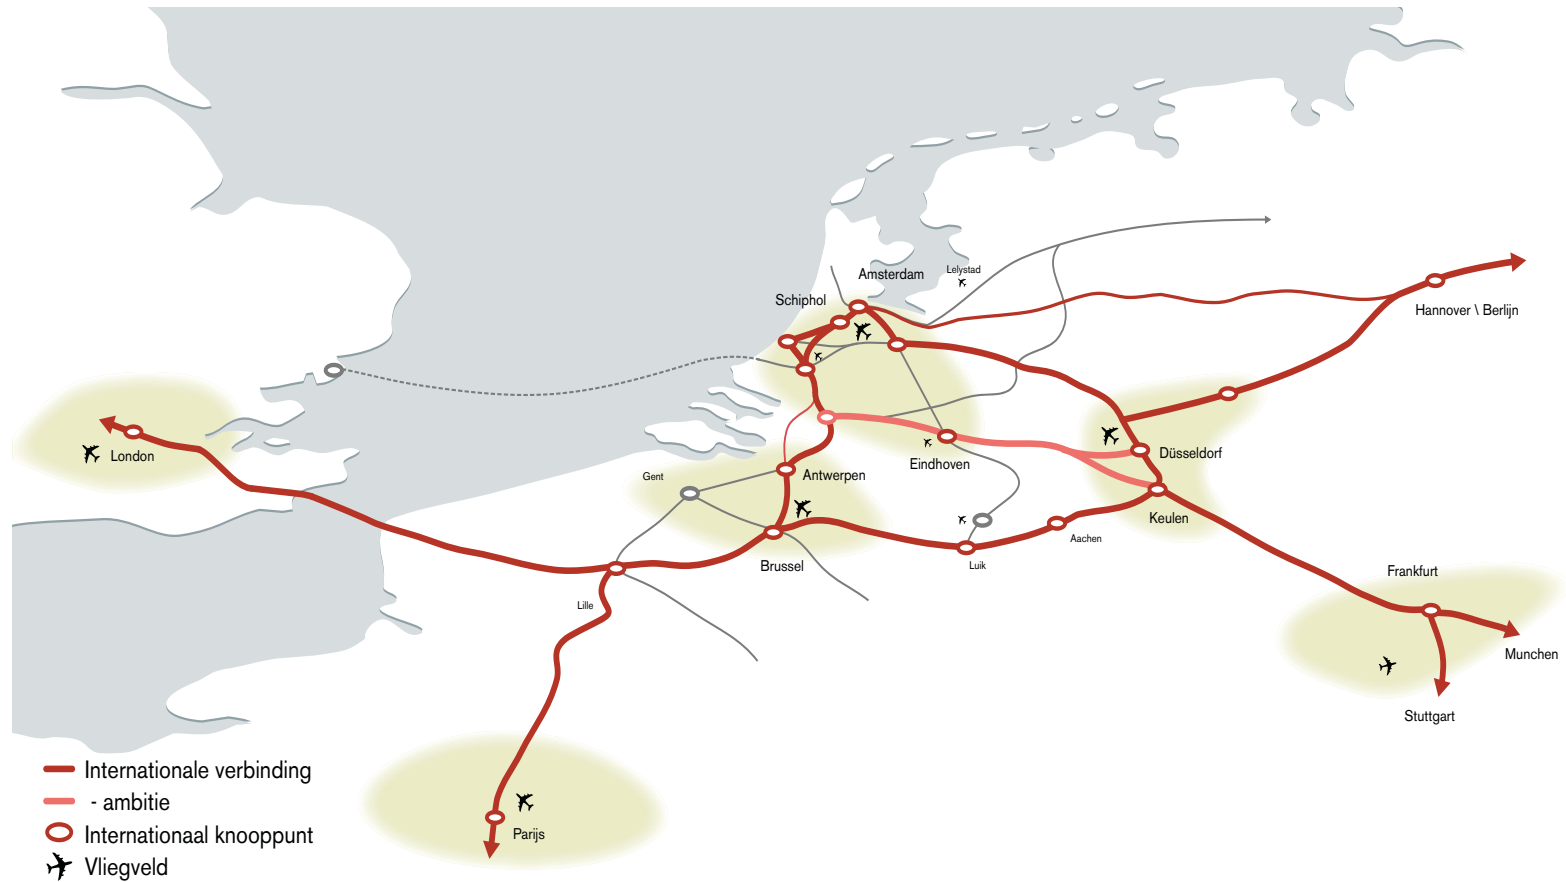 Amsterdam
Lelystad
Schiphol
Hannover \ Berlijn
London
Düsseldorf
Eindhoven
Gent
Antwerpen
Keulen
Aachen
Brussel
Luik
Frankfurt
Lille
Munchen
Stuttgart
Internationale verbinding
- ambitie
Internationaal knooppunt
Parijs
Vliegveld